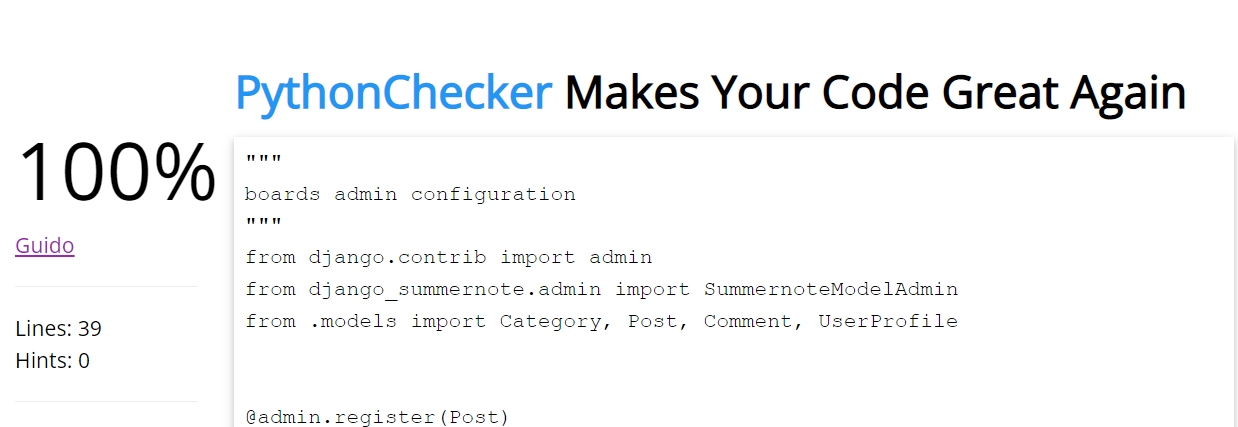 PythonChecker Makes Your Code Great Again
100%
Guido
Lines: 39
Hints: 0
"""
boards admin configuration
"""
from django.contrib import admin
from django_summernote.admin import SummernoteModelAdmin
from .models import Category, Post, Comment, UserProfile
@admin.register(Post)